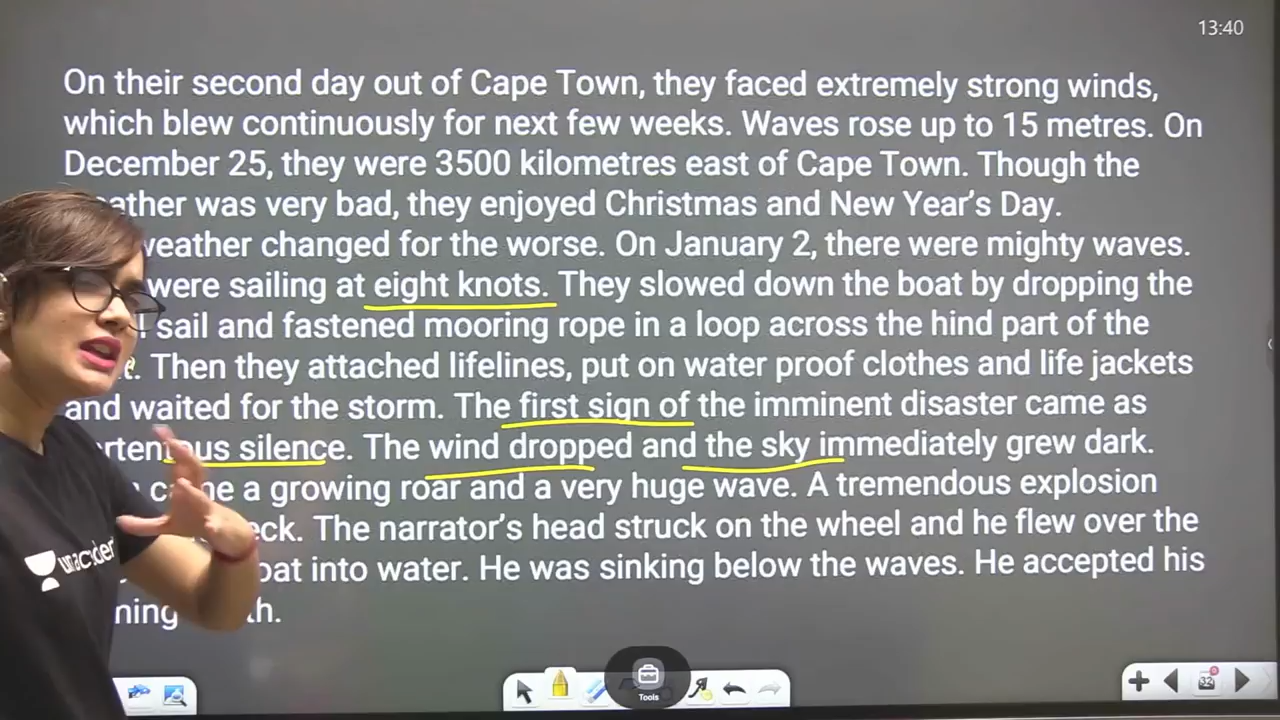 13:40
On their second day out of Cape Town, they faced extremely strong winds,
which blew continuously for next few weeks. Waves rose up to 15 metres. On
December 25, they were 3500 kilometres east of Cape Town. Though the
was very bad, they enjoyed Christmas and New Year's Day.
weather changed for the worse. On January 2, there were mighty waves.
were sailing at eight knots. They slowed down the boat by dropping the
sail and fastened mooring rope in a loop across the hind part of the
Then they attached lifelines, put on water proof clothes and life jackets
and waited for the storm. The first sign of the imminent disaster came as
silence. The wind dropped and the sky immediately grew dark.
came a growing roar and a very huge wave. A tremendous explosion
The narrator's head struck on the wheel and he flew over the
into water. He was sinking below the waves. He accepted his
unacademy
Tools
32